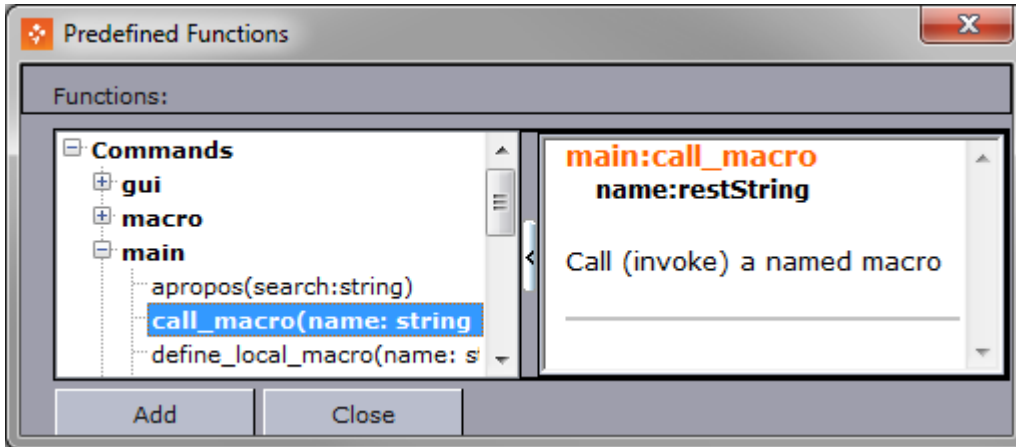 Predefined Functions
Functions:
Commands
gui
macro
main
apropos(search:string)
call_macro(name: string
define_local_macro(name: s
main:call_macro
name:restString
Call (invoke) a named macro
Add
Close